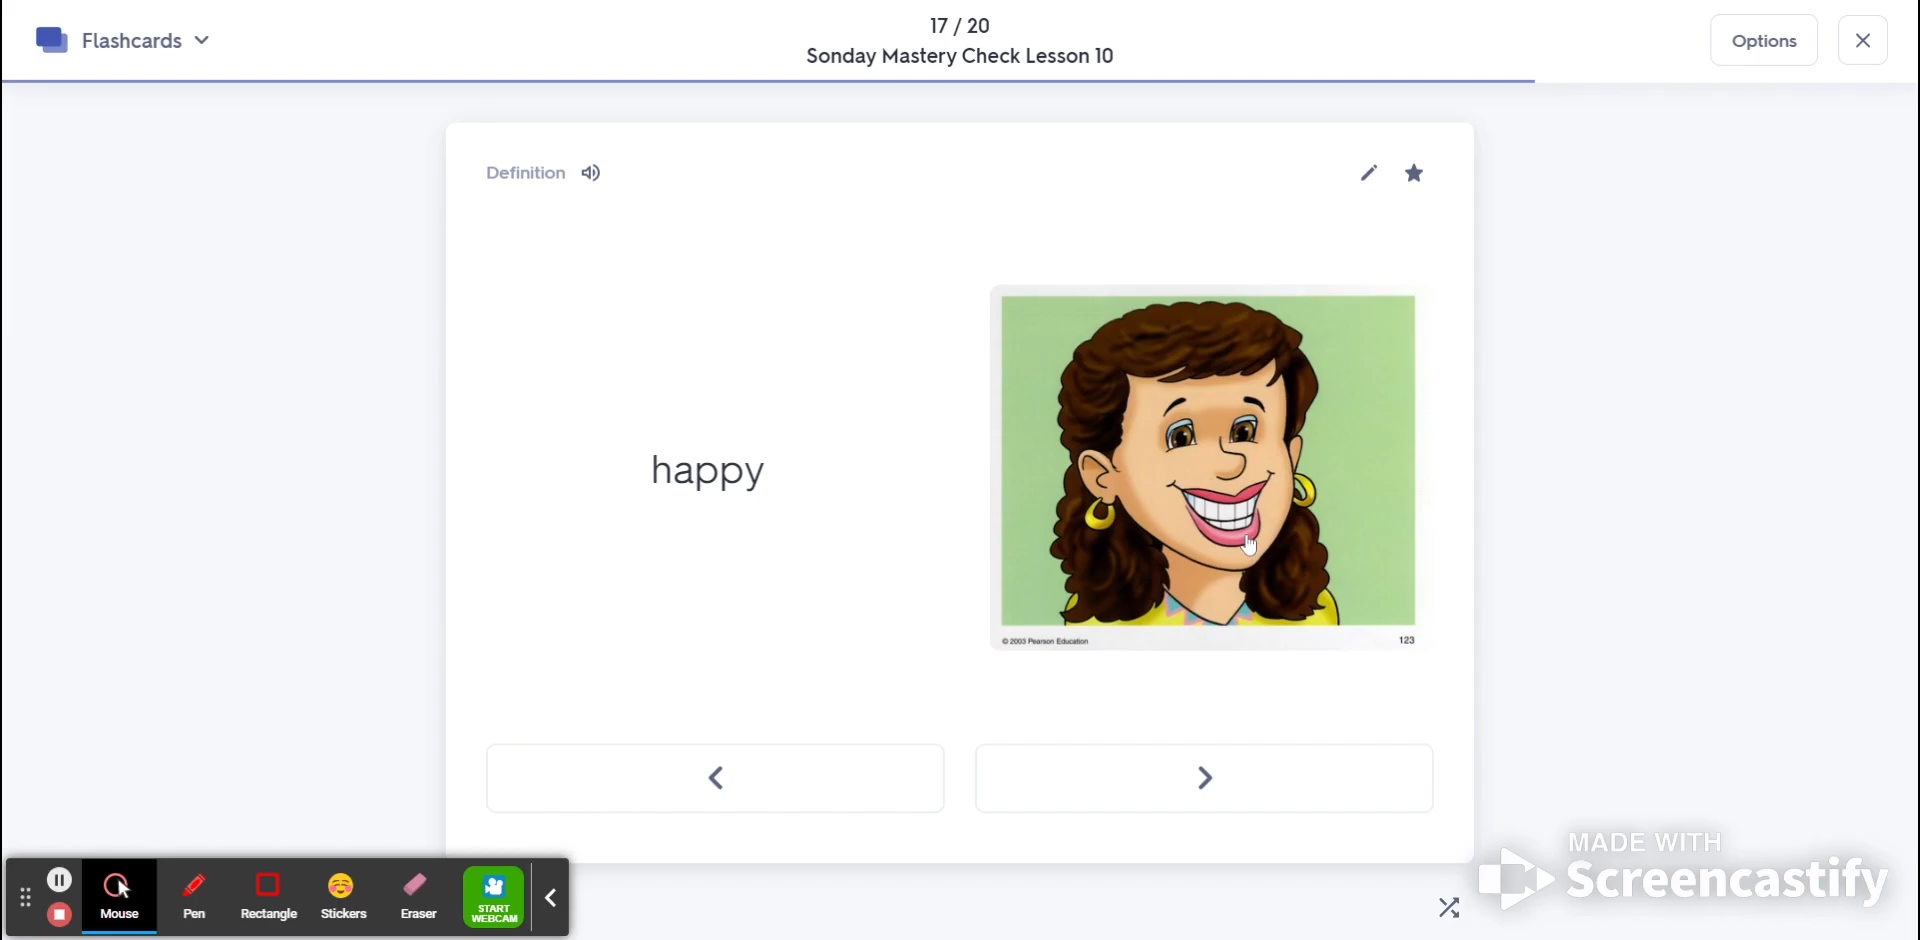 Flashcards
17 / 20
Sonday Mastery Check Lesson 10
Options
Definition
happy
© 2003 Pearson Education
123
MADE WITH
Screencastify
Mouse
Pen
Rectangle
Stickers
Eraser
START
WEBCAM